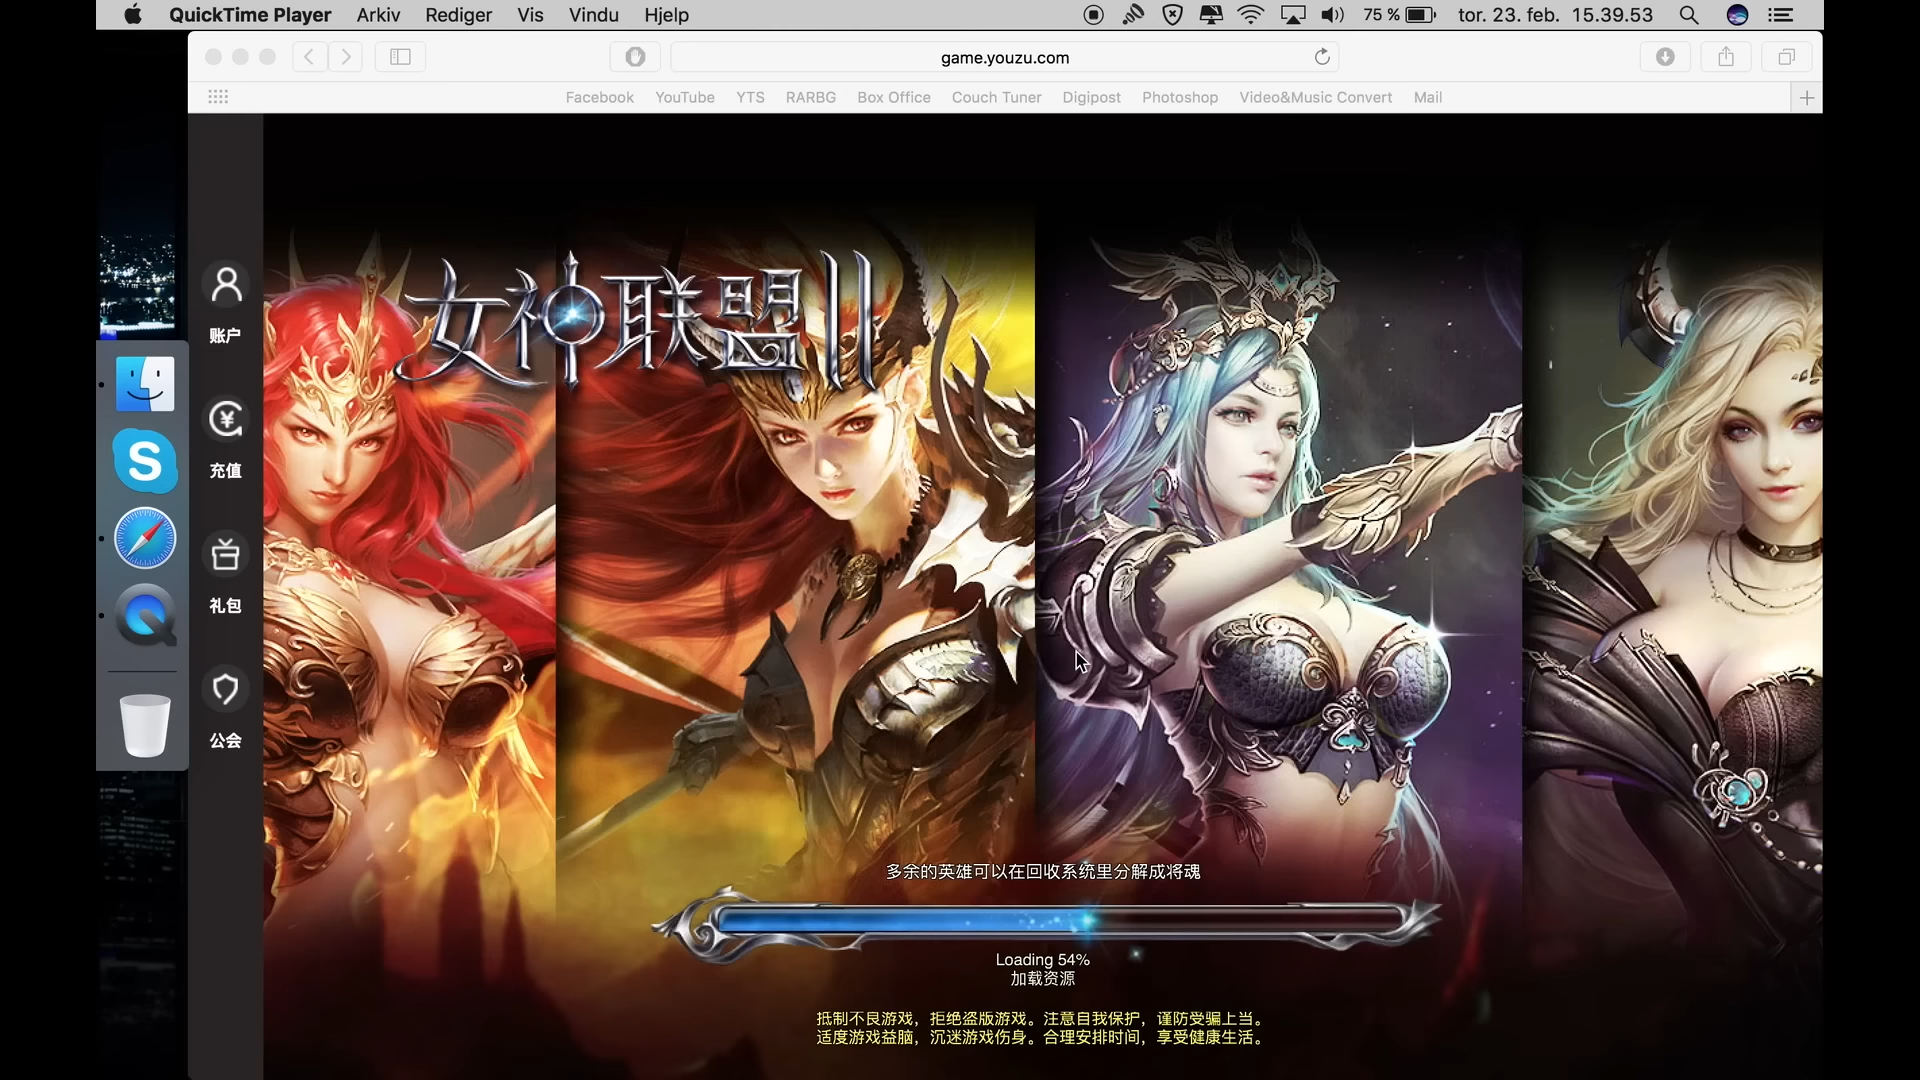 QuickTime Player Arkiv Rediger Vis Vindu Hjelp 75 % tor. 23. feb. 15.39.53
game.youzu.com
Facebook YouTube YTS RARBG Box Office Couch Tuner Digipost Photoshop Video&Music Convert Mail
女神联盟II
账户
充值
礼包
公会
多余的英雄可以在回收系统里分解成将魂
Loading 54%
加载资源
抵制不良游戏，拒绝盗版游戏。注意自我保护，谨防受骗上当。
适度游戏益脑，沉迷游戏伤身。合理安排时间，享受健康生活。